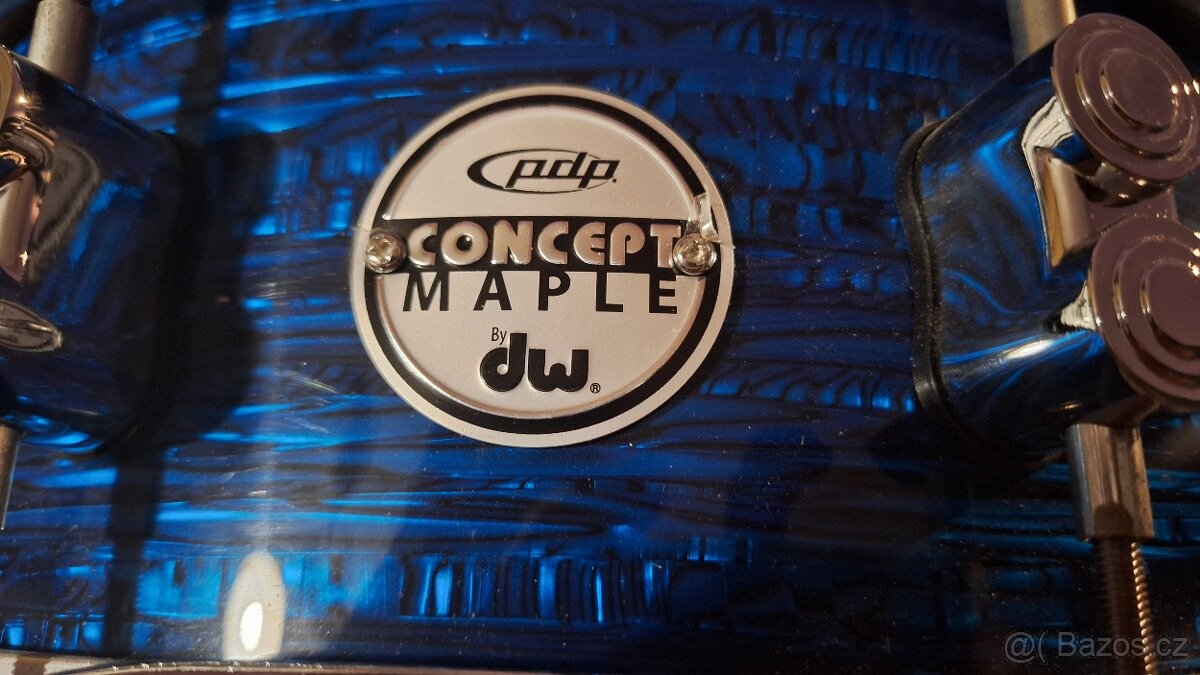 pdp.
CONCEPT
MAPLE
By
dw®
@( Bazos.cz